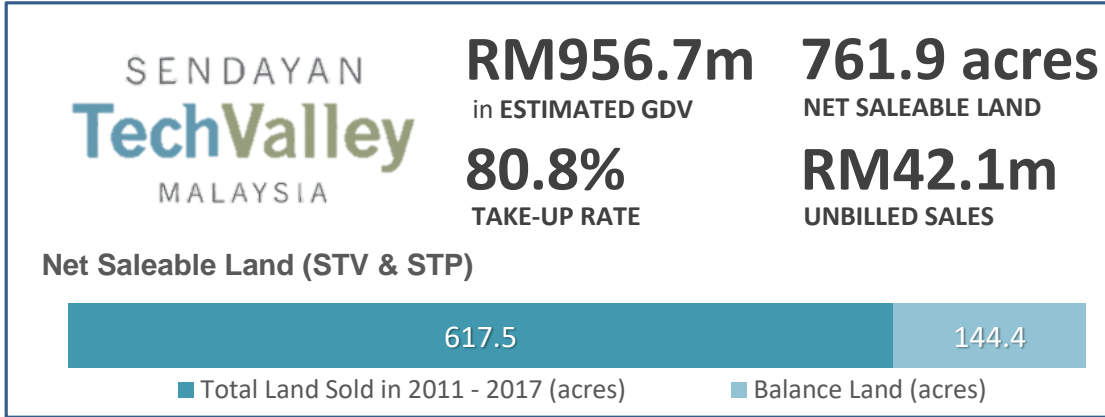 SENDAYAN
TechValley
MALAYSIA
RM956.7m
in ESTIMATED GDV
761.9 acres
NET SALEABLE LAND
80.8%
TAKE-UP RATE
RM42.1m
UNBILLED SALES
Net Saleable Land (STV & STP)
617.5 144.4
Total Land Sold in 2011 - 2017 (acres) Balance Land (acres)